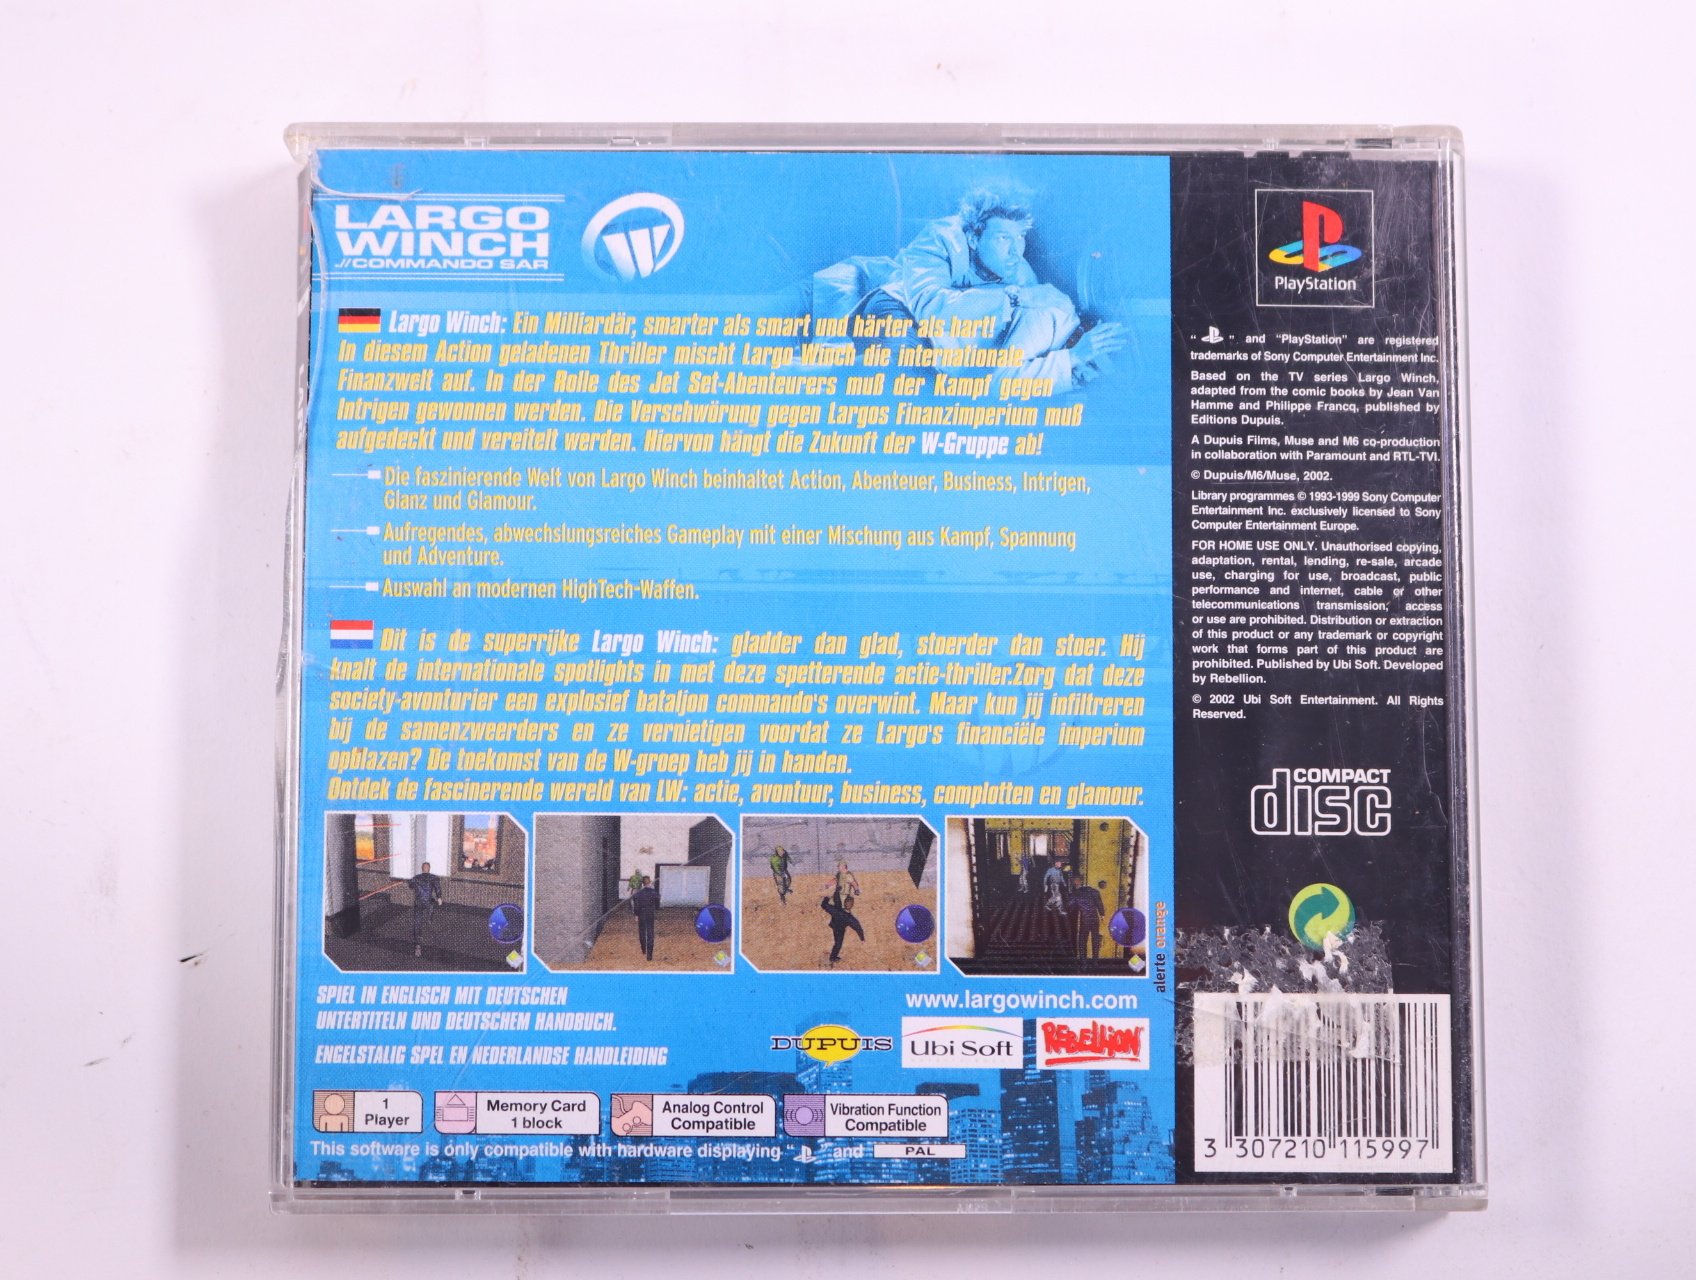 LARGO
WINCH
.//COMMANDO SAR
Largo Winch: Ein Milliardär, smarter als smart und härter als hart!
In diesem Action geladenen Thriller mischt Largo Winch die internationale
Finanzwelt auf. In der Rolle des Jet Set-Abenteurers muß der Kampf gegen
Intrigen gewonnen werden. Die Verschwörung gegen Largos Finanzimperium muß
aufgedeckt und vereitelt werden. Hiervon hängt die Zukunft der W-Gruppe ab!
Die faszinierende Welt von Largo Winch beinhaltet Action, Abenteuer, Business, Intrigen,
Glanz und Glamour.
Aufregendes, abwechslungsreiches Gameplay mit einer Mischung aus Kampf, Spannung
und Adventure.
Auswahl an modernen HighTech-Waffen.
Dit is de superrijke Largo Winch: gladder dan glad, stoerder dan stoer. Hij
knalt de internationale spotlights in met deze spetterende actie-thriller.Zorg dat deze
society-avonturier een explosief bataljon commando's overwint. Maar kun jij infiltreren
bij de samenzweerders en ze vernietigen voordat ze Largo's financiële imperium
opblazen? De toekomst van de W-groep heb jij in handen.
Ontdek de fascinerende wereld van LW: actie, avontuur, business, complotten en glamour.
SPIEL IN ENGLISCH MIT DEUTSCHEN
UNTERTITELN UND DEUTSCHEM HANDBUCH.
ENGELSTALIG SPEL EN NEDERLANDSE HANDLEIDING
www.largowinch.com
DUPUIS
Ubi Soft
REBELLION
alerte orange
1
Player
Memory Card
1 block
Analog Control
Compatible
Vibration Function
Compatible
This software is only compatible with hardware displaying " " and PAL
PlayStation
" " and "PlayStation" are registered
trademarks of Sony Computer Entertainment Inc.
Based on the TV series Largo Winch,
adapted from the comic books by Jean Van
Hamme and Philippe Francq, published by
Editions Dupuis.
A Dupuis Films, Muse and M6 co-production
in collaboration with Paramount and RTL-TVI.
© Dupuis/M6/Muse, 2002.
Library programmes © 1993-1999 Sony Computer
Entertainment Inc. exclusively licensed to Sony
Computer Entertainment Europe.
FOR HOME USE ONLY. Unauthorised copying,
adaptation, rental, lending, re-sale, arcade
use, charging for use, broadcast, public
performance and internet, cable or other
telecommunications transmission, access
or use are prohibited. Distribution or extraction
of this product or any trademark or copyright
work that forms part of this product are
prohibited. Published by Ubi Soft. Developed
by Rebellion.
© 2002 Ubi Soft Entertainment. All Rights
Reserved.
COMPACT
disc
3 307210 115997